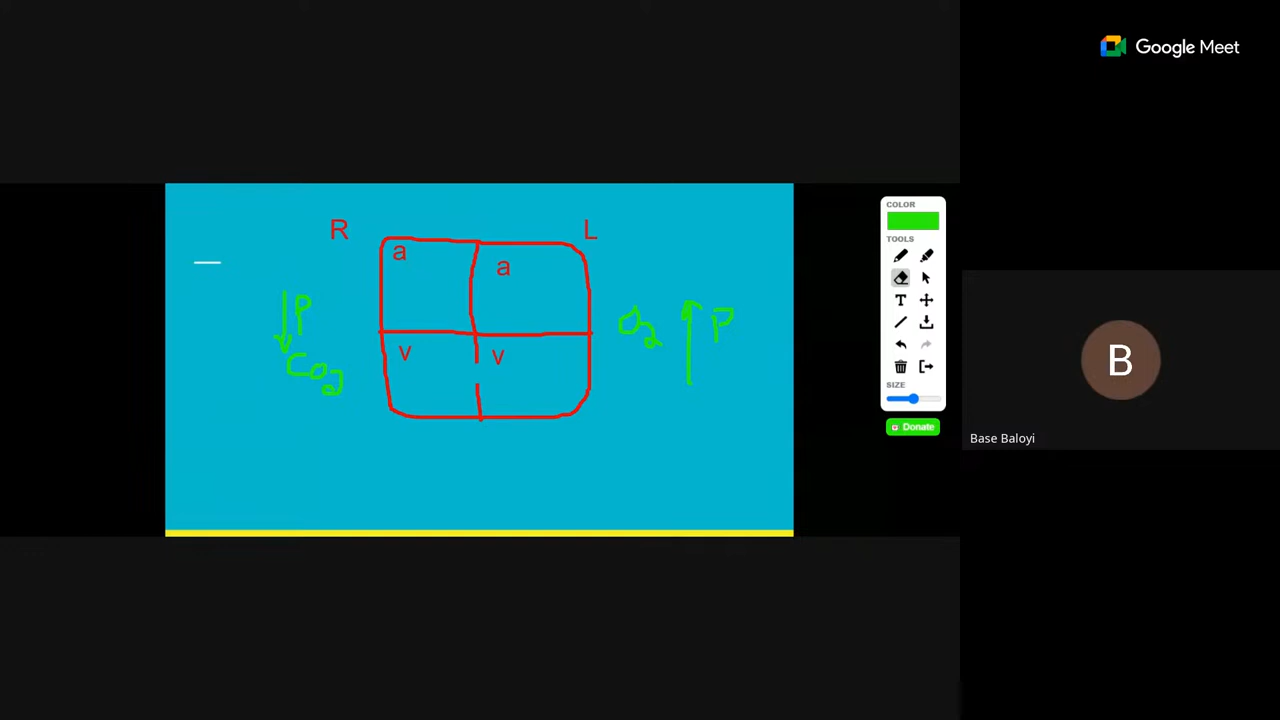 Google Meet
R
L
a
a
P
CO2
v
v
O2
P
COLOR
TOOLS
T
SIZE
Donate
B
Base Baloyi